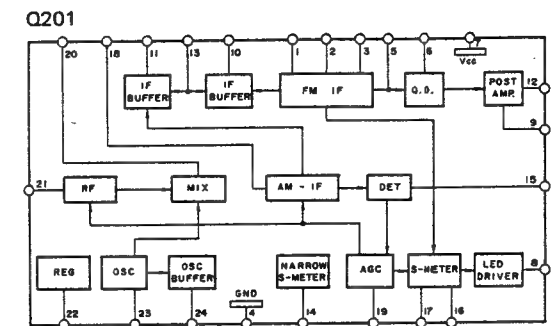 Q201
20 18 11 13 10 1 2 3 5 6 7
Vcc
IF BUFFER
IF BUFFER
FM IF
Q.D.
POST AMP.
12
9
21
RF
MIX
AM - IF
DET
15
REG
OSC
OSC BUFFER
NARROW S-METER
AGC
S-METER
LED DRIVER
8
GND
22 23 24 4 14 19 17 16